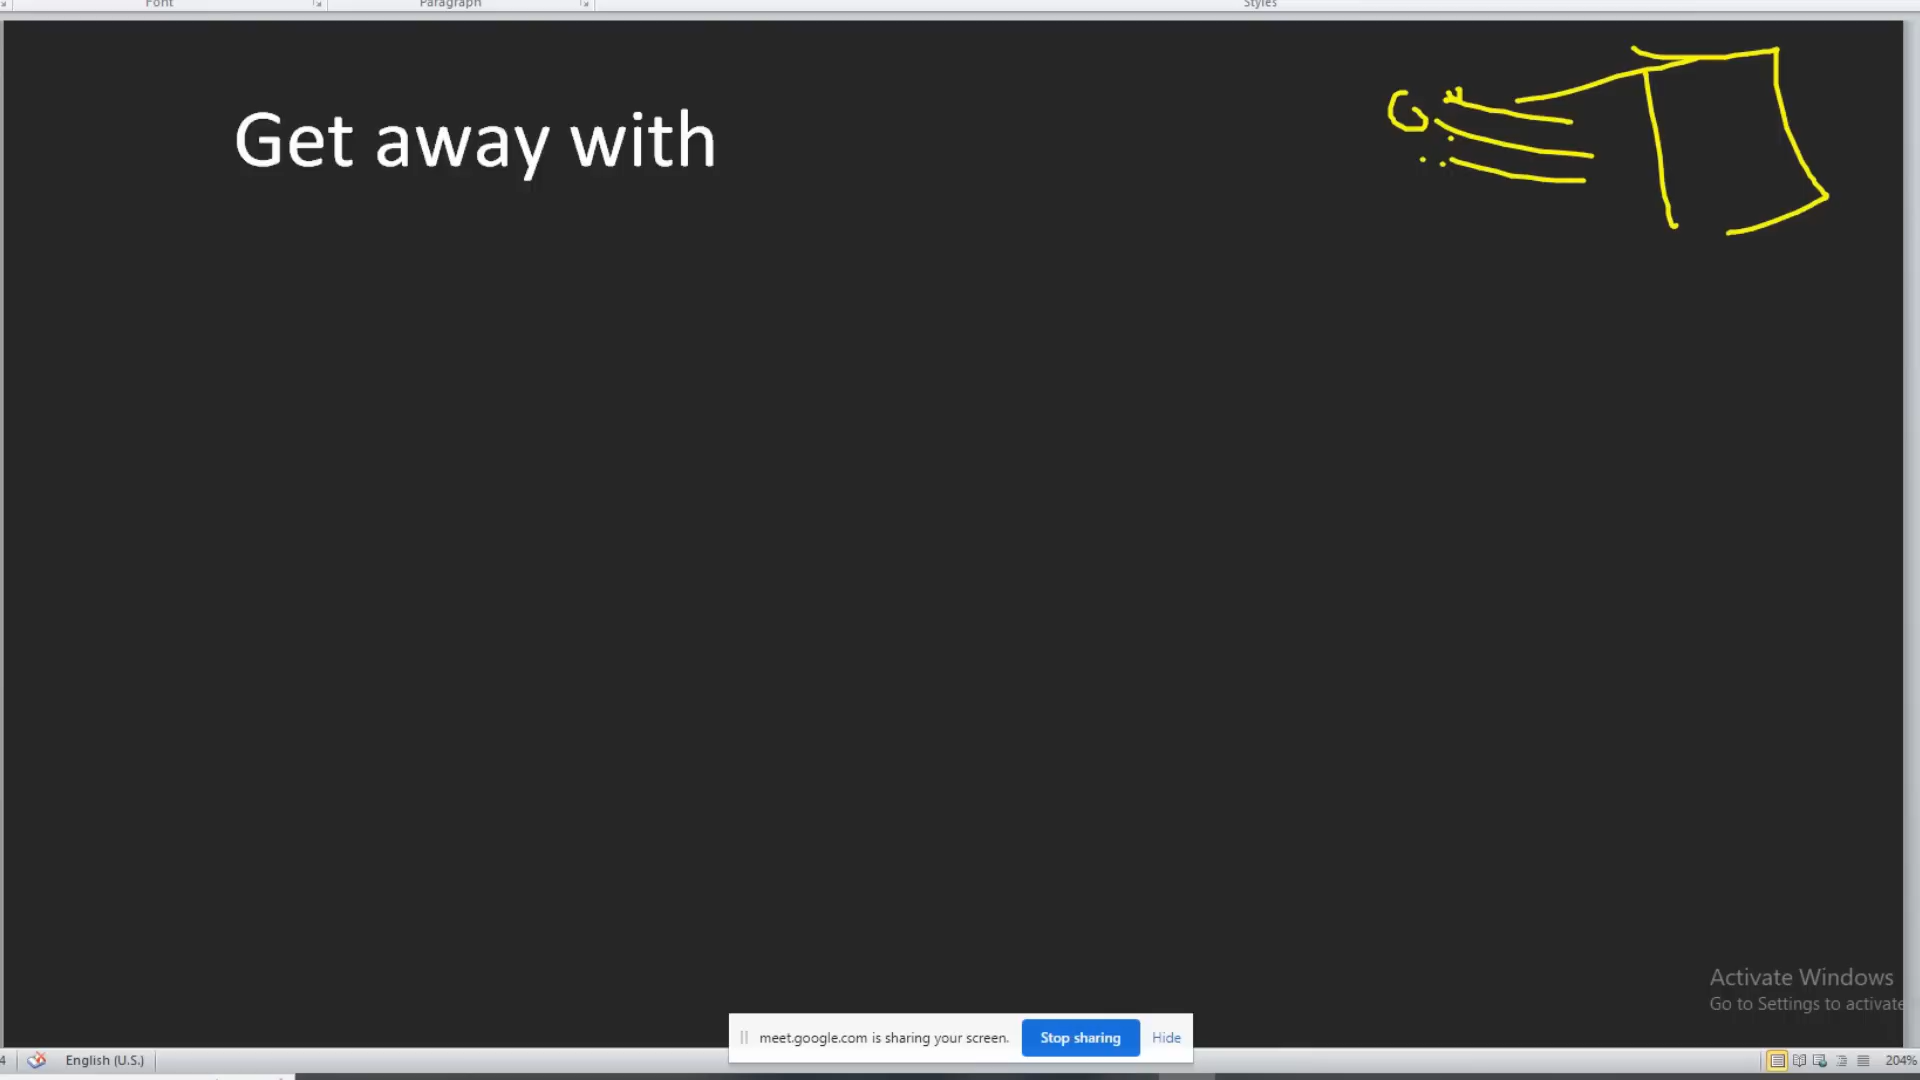 Font
Paragraph
Styles
Get away with
Activate Windows
Go to Settings to activate
meet.google.com is sharing your screen.
Stop sharing
Hide
4
English (U.S.)
204%